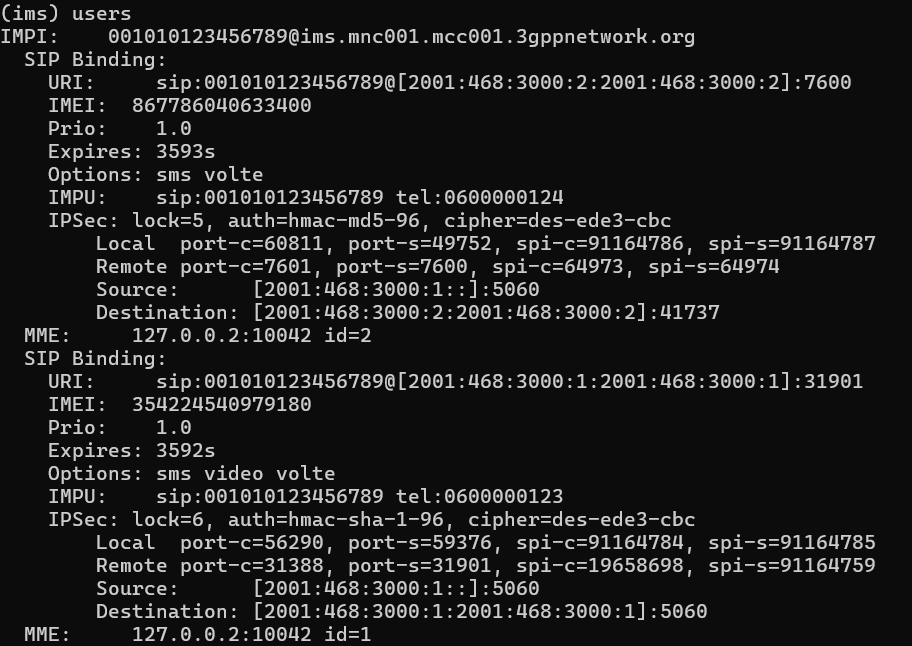 (ims) users
IMPI:    001010123456789@ims.mnc001.mcc001.3gppnetwork.org
  SIP Binding:
    URI:     sip:001010123456789@[2001:468:3000:2:2001:468:3000:2]:7600
    IMEI:  867786040633400
    Prio:    1.0
    Expires: 3593s
    Options: sms volte
    IMPU:    sip:001010123456789 tel:0600000124
    IPSec: lock=5, auth=hmac-md5-96, cipher=des-ede3-cbc
        Local  port-c=60811, port-s=49752, spi-c=91164786, spi-s=91164787
        Remote port-c=7601, port-s=7600, spi-c=64973, spi-s=64974
        Source:      [2001:468:3000:1::]:5060
        Destination: [2001:468:3000:2:2001:468:3000:2]:41737
  MME:     127.0.0.2:10042 id=2
  SIP Binding:
    URI:     sip:001010123456789@[2001:468:3000:1:2001:468:3000:1]:31901
    IMEI:  354224540979180
    Prio:    1.0
    Expires: 3592s
    Options: sms video volte
    IMPU:    sip:001010123456789 tel:0600000123
    IPSec: lock=6, auth=hmac-sha-1-96, cipher=des-ede3-cbc
        Local  port-c=56290, port-s=59376, spi-c=91164784, spi-s=91164785
        Remote port-c=31388, port-s=31901, spi-c=19658698, spi-s=91164759
        Source:      [2001:468:3000:1::]:5060
        Destination: [2001:468:3000:1:2001:468:3000:1]:5060
  MME:     127.0.0.2:10042 id=1